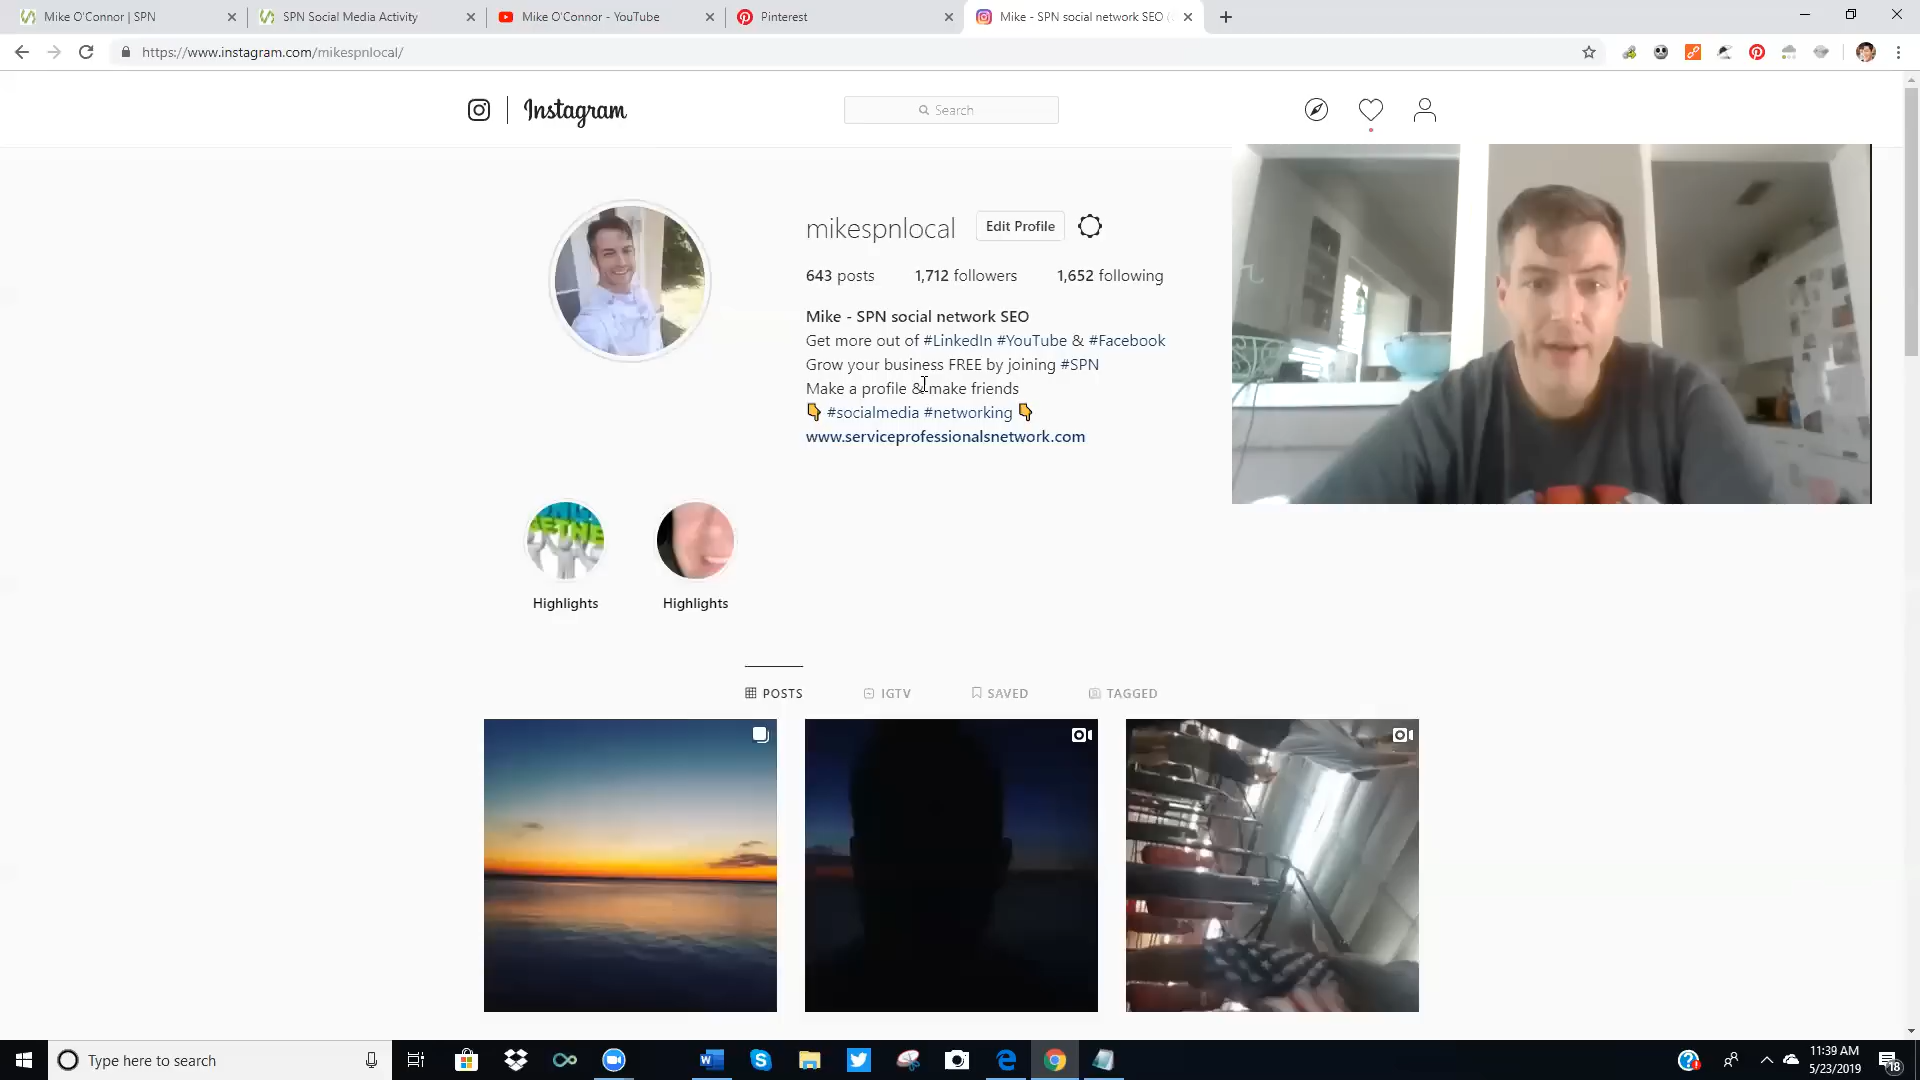 Mike O'Connor | SPN
SPN Social Media Activity
Mike O'Connor - YouTube
Pinterest
Mike - SPN social network SEO (
https://www.instagram.com/mikespnlocal/
Instagram
Search
mikespnlocal
Edit Profile
643 posts 1,712 followers 1,652 following
Mike - SPN social network SEO
Get more out of #LinkedIn #YouTube & #Facebook
Grow your business FREE by joining #SPN
Make a profile & make friends
👇 #socialmedia #networking 👇
www.serviceprofessionalsnetwork.com
Highlights
Highlights
POSTS IGTV SAVED TAGGED
Type here to search
11:39 AM
5/23/2019
18